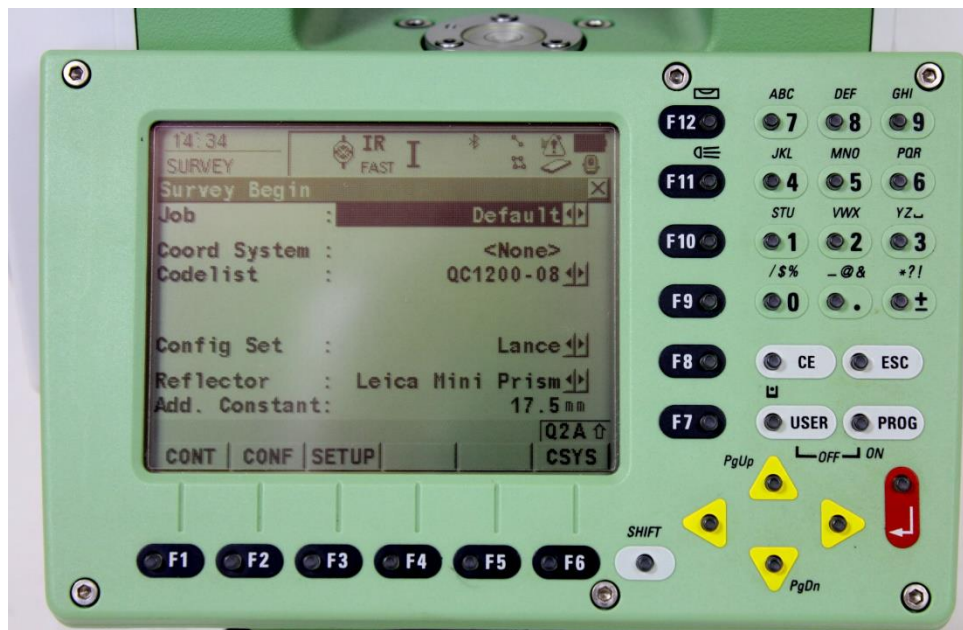 14:34
SURVEY
IR
FAST
I
Survey Begin
Job : Default
Coord System : <None>
Codelist : QC1200-08
Config Set : Lance
Reflector : Leica Mini Prism
Add. Constant: 17.5 mm
Q2A
CONT CONF SETUP CSYS
F1 F2 F3 F4 F5 F6
SHIFT
F12
F11
F10
F9
F8
F7
ABC DEF GHI
7 8 9
JKL MNO PQR
4 5 6
STU VWX YZ
1 2 3
/$% _@& *?!
0 . ±
CE ESC
USER PROG
OFF ON
PgUp
PgDn